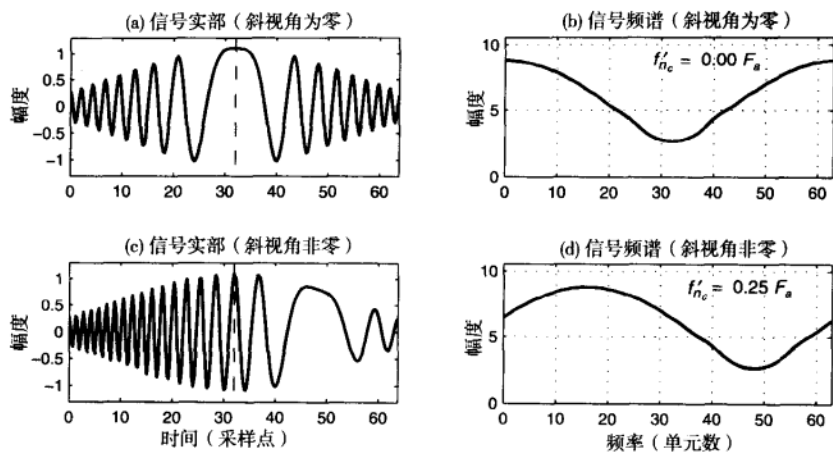 (a) 信号实部（斜视角为零）
幅度
1
0.5
0
-0.5
-1
0 10 20 30 40 50 60
(b) 信号频谱（斜视角为零）
幅度
10
5
0
f′nc = 0.00 Fa
0 10 20 30 40 50 60
(c) 信号实部（斜视角非零）
幅度
1
0.5
0
-0.5
-1
0 10 20 30 40 50 60
时间（采样点）
(d) 信号频谱（斜视角非零）
幅度
10
5
0
f′nc = 0.25 Fa
0 10 20 30 40 50 60
频率（单元数）